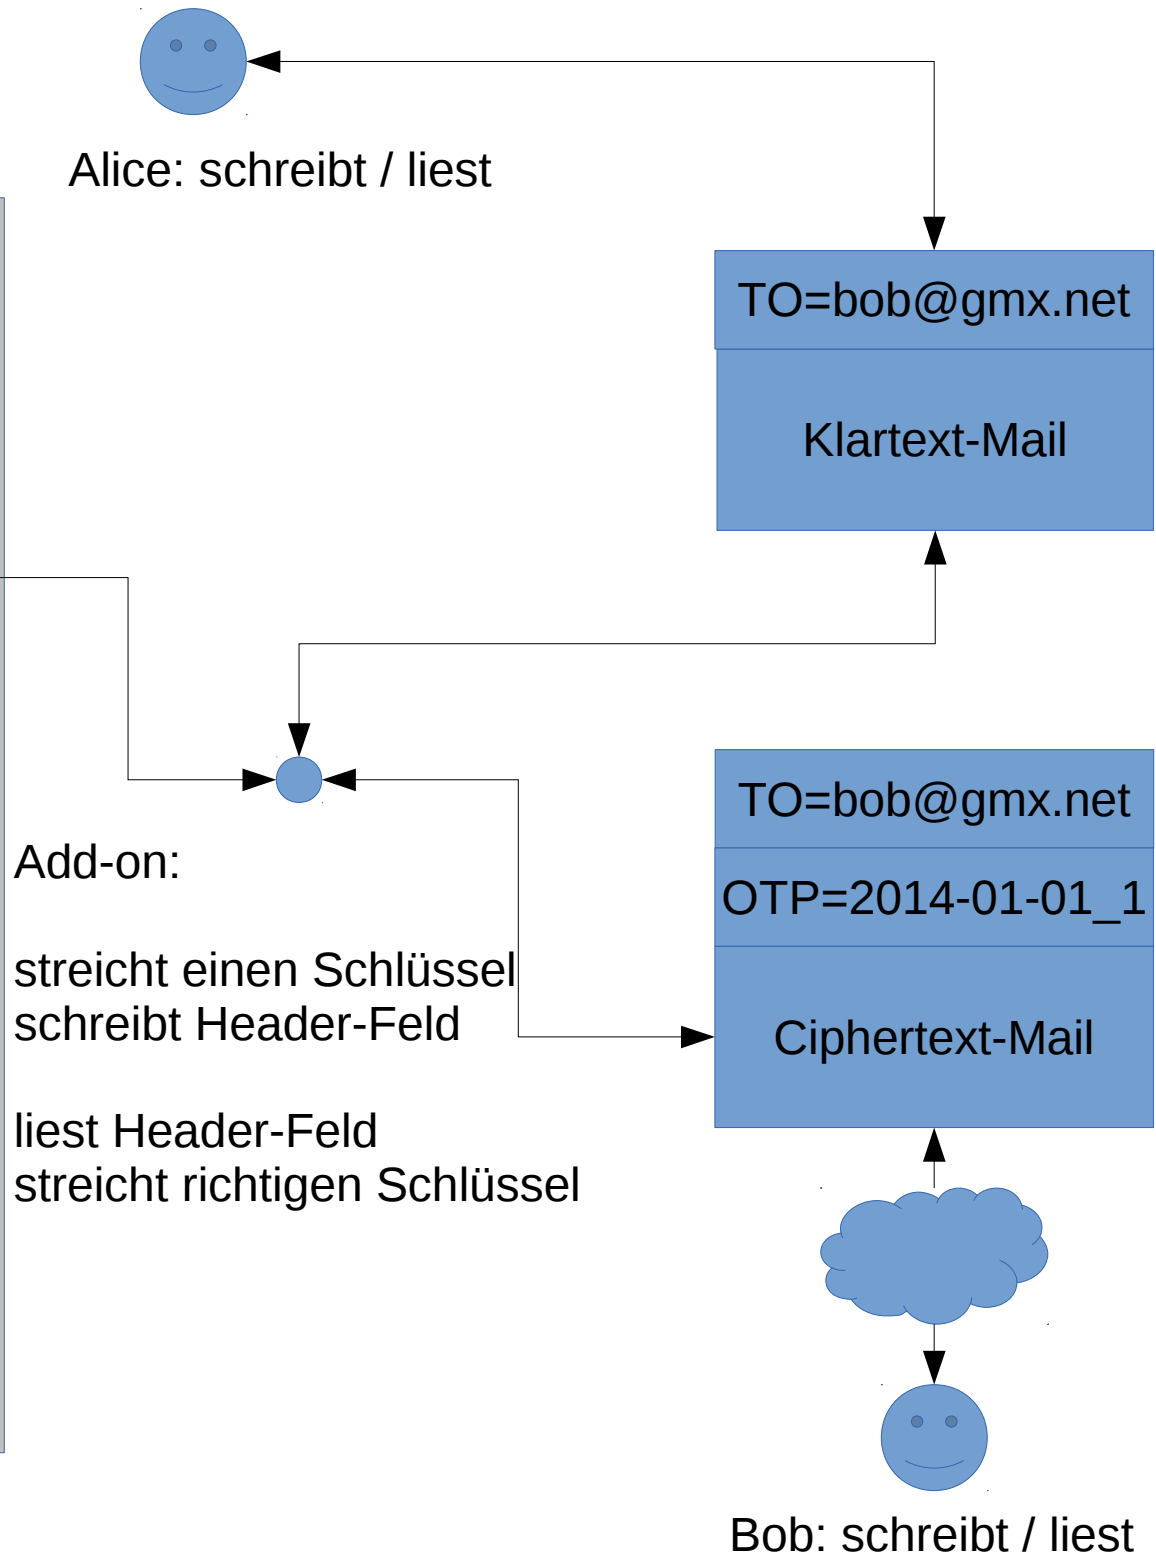 Alice: schreibt / liest
TO=bob@gmx.net
Klartext-Mail
TO=bob@gmx.net
OTP=2014-01-01_1
Ciphertext-Mail
Add-on:
streicht einen Schlüssel
schreibt Header-Feld
liest Header-Feld
streicht richtigen Schlüssel
Bob: schreibt / liest